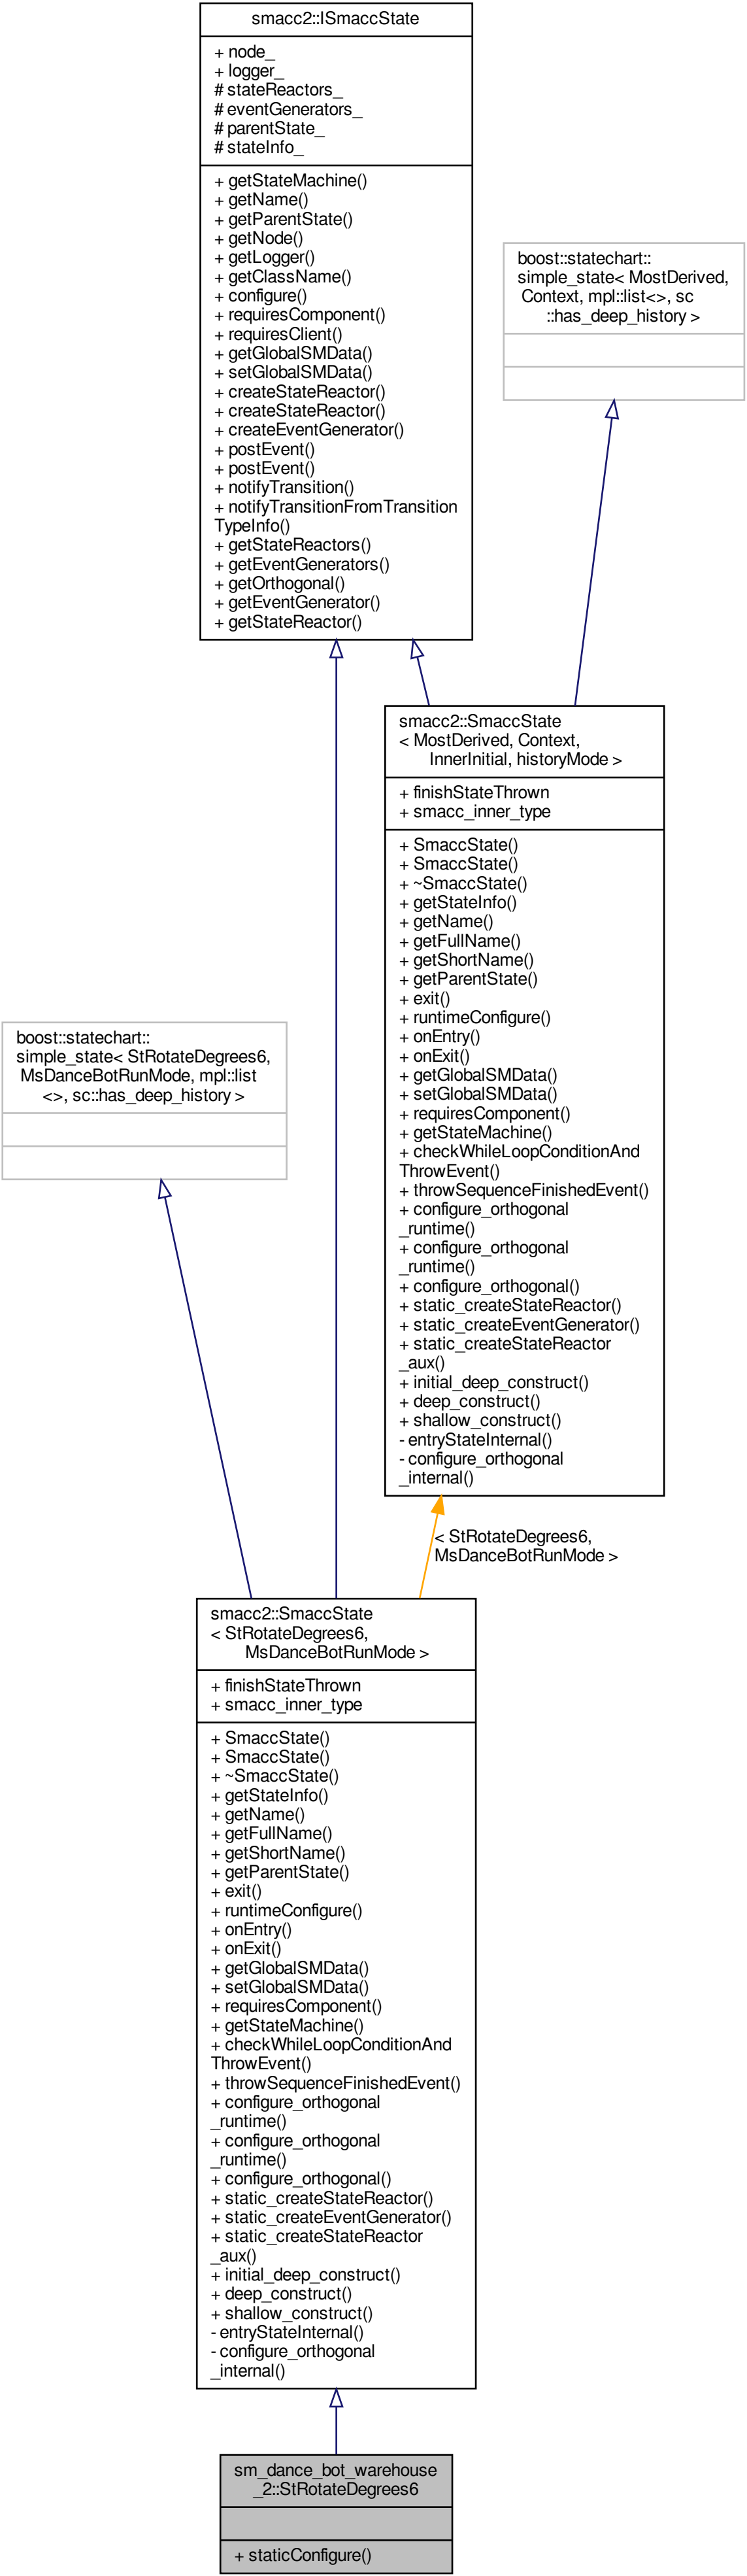 smacc2::ISmaccState
+ node_
+ logger_
# stateReactors_
# eventGenerators_
# parentState_
# stateInfo_
+ getStateMachine()
+ getName()
+ getParentState()
+ getNode()
+ getLogger()
+ getClassName()
+ configure()
+ requiresComponent()
+ requiresClient()
+ getGlobalSMData()
+ setGlobalSMData()
+ createStateReactor()
+ createStateReactor()
+ createEventGenerator()
+ postEvent()
+ postEvent()
+ notifyTransition()
+ notifyTransitionFromTransition
TypeInfo()
+ getStateReactors()
+ getEventGenerators()
+ getOrthogonal()
+ getEventGenerator()
+ getStateReactor()
boost::statechart::
simple_state< MostDerived,
Context, mpl::list<>, sc
::has_deep_history >
smacc2::SmaccState
< MostDerived, Context,
InnerInitial, historyMode >
+ finishStateThrown
+ smacc_inner_type
+ SmaccState()
+ SmaccState()
+ ~SmaccState()
+ getStateInfo()
+ getName()
+ getFullName()
+ getShortName()
+ getParentState()
+ exit()
+ runtimeConfigure()
+ onEntry()
+ onExit()
+ getGlobalSMData()
+ setGlobalSMData()
+ requiresComponent()
+ getStateMachine()
+ checkWhileLoopConditionAnd
ThrowEvent()
+ throwSequenceFinishedEvent()
+ configure_orthogonal
_runtime()
+ configure_orthogonal
_runtime()
+ configure_orthogonal()
+ static_createStateReactor()
+ static_createEventGenerator()
+ static_createStateReactor
_aux()
+ initial_deep_construct()
+ deep_construct()
+ shallow_construct()
- entryStateInternal()
- configure_orthogonal
_internal()
boost::statechart::
simple_state< StRotateDegrees6,
MsDanceBotRunMode, mpl::list
<>, sc::has_deep_history >
< StRotateDegrees6,
MsDanceBotRunMode >
smacc2::SmaccState
< StRotateDegrees6,
MsDanceBotRunMode >
+ finishStateThrown
+ smacc_inner_type
+ SmaccState()
+ SmaccState()
+ ~SmaccState()
+ getStateInfo()
+ getName()
+ getFullName()
+ getShortName()
+ getParentState()
+ exit()
+ runtimeConfigure()
+ onEntry()
+ onExit()
+ getGlobalSMData()
+ setGlobalSMData()
+ requiresComponent()
+ getStateMachine()
+ checkWhileLoopConditionAnd
ThrowEvent()
+ throwSequenceFinishedEvent()
+ configure_orthogonal
_runtime()
+ configure_orthogonal
_runtime()
+ configure_orthogonal()
+ static_createStateReactor()
+ static_createEventGenerator()
+ static_createStateReactor
_aux()
+ initial_deep_construct()
+ deep_construct()
+ shallow_construct()
- entryStateInternal()
- configure_orthogonal
_internal()
sm_dance_bot_warehouse
_2::StRotateDegrees6
+ staticConfigure()